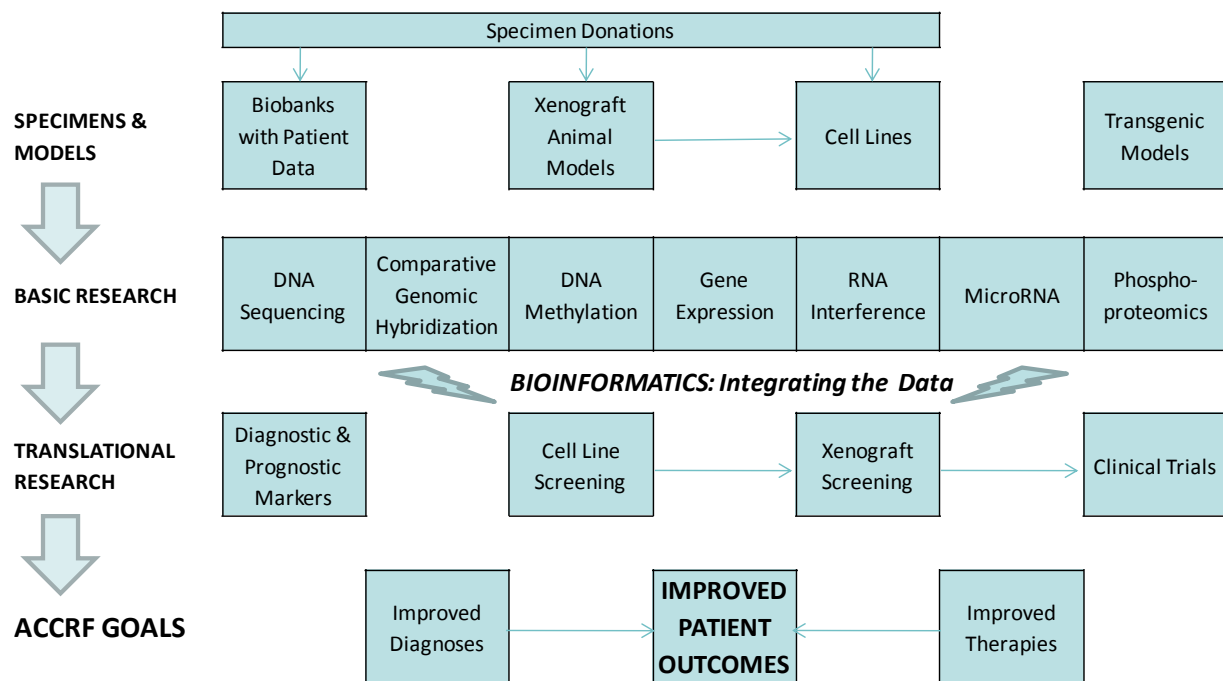 Specimen Donations
SPECIMENS &
MODELS
Biobanks
with Patient
Data
Xenograft
Animal
Models
Cell Lines
Transgenic
Models
BASIC RESEARCH
DNA
Sequencing
Comparative
Genomic
Hybridization
DNA
Methylation
Gene
Expression
RNA
Interference
MicroRNA
Phospho-
proteomics
BIOINFORMATICS: Integrating the Data
TRANSLATIONAL
RESEARCH
Diagnostic &
Prognostic
Markers
Cell Line
Screening
Xenograft
Screening
Clinical Trials
ACCRF GOALS
Improved
Diagnoses
IMPROVED
PATIENT
OUTCOMES
Improved
Therapies